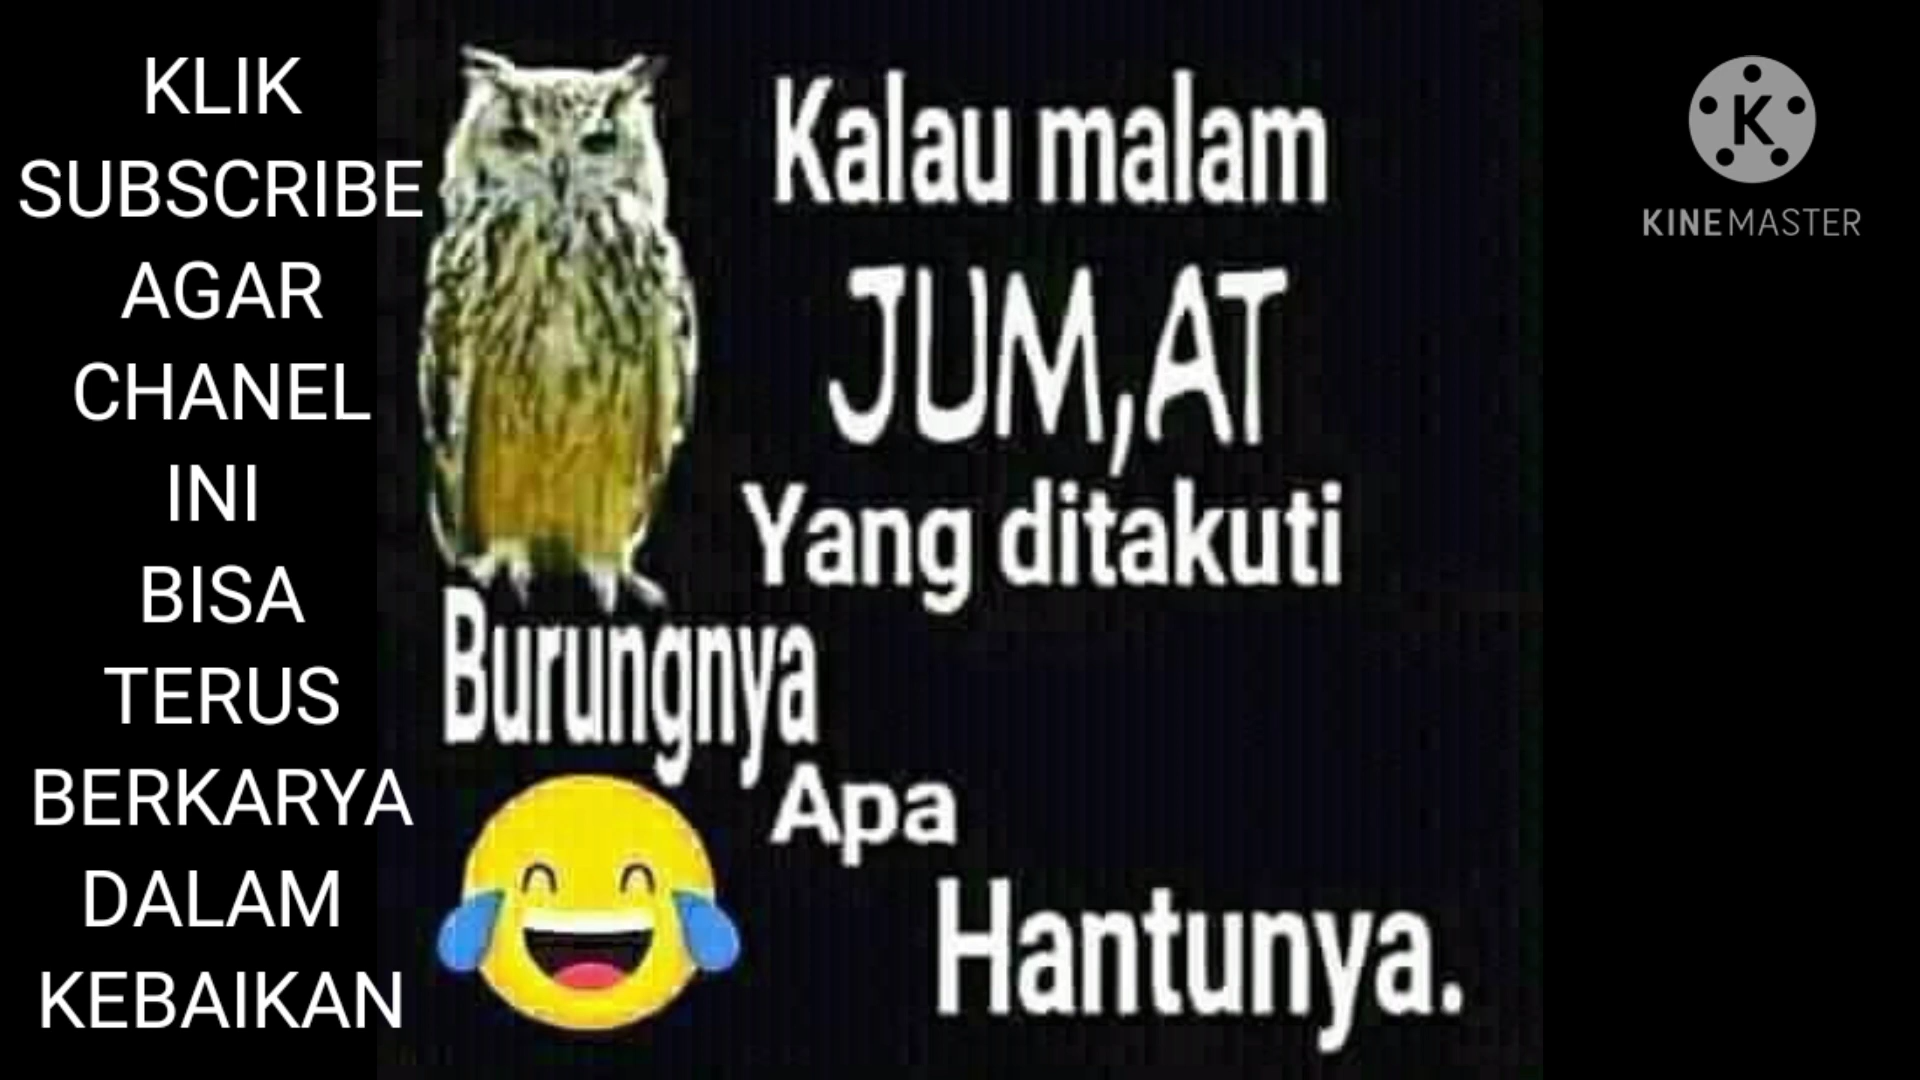 KLIK
SUBSCRIBE
AGAR
CHANEL
INI
BISA
TERUS
BERKARYA
DALAM
KEBAIKAN
Kalau malam
JUM,AT
Yang ditakuti
Burungnya
Apa
Hantunya.
K
KINEMASTER